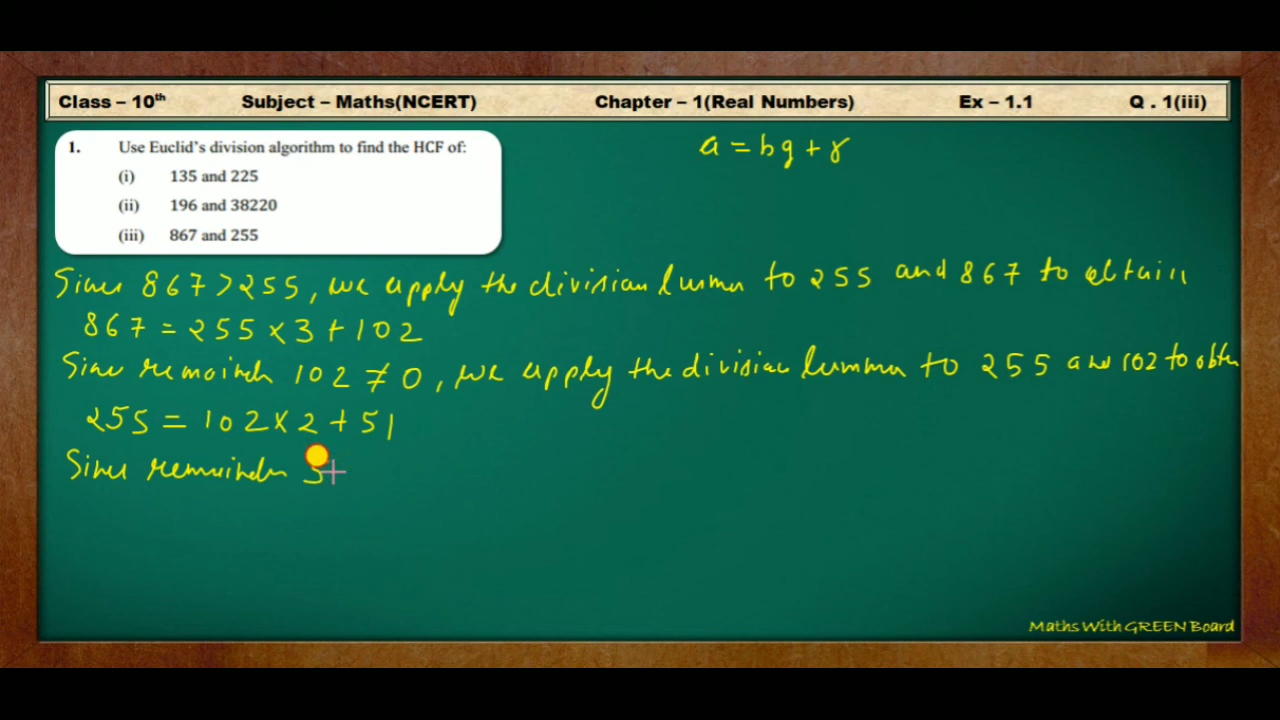 Class – 10th Subject – Maths(NCERT) Chapter – 1(Real Numbers) Ex – 1.1 Q . 1(iii)
1. Use Euclid's division algorithm to find the HCF of:
(i) 135 and 225
(ii) 196 and 38220
(iii) 867 and 255
a = bq + r
Since 867 > 255, we apply the division lemma to 255 and 867 to obtain
867 = 255 × 3 + 102
Since remainder 102 ≠ 0, we apply the division lemma to 255 and 102 to obtain
255 = 102 × 2 + 51
Since remainder 5
Maths With GREEN Board